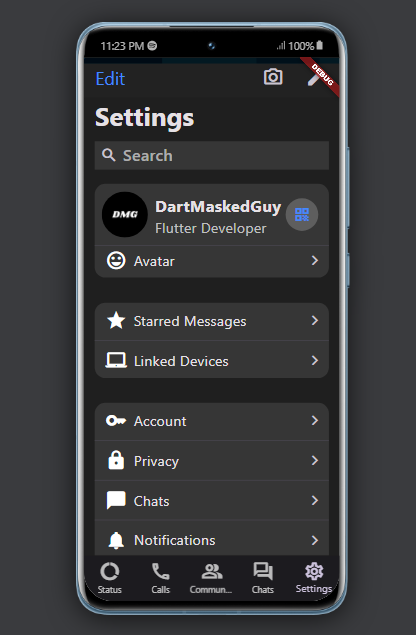 11:23 PM 100%
DEBUG
Edit
Settings
Search
DMG
DartMaskedGuy
Flutter Developer
Avatar
Starred Messages
Linked Devices
Account
Privacy
Chats
Notifications
Status Calls Commun... Chats Settings